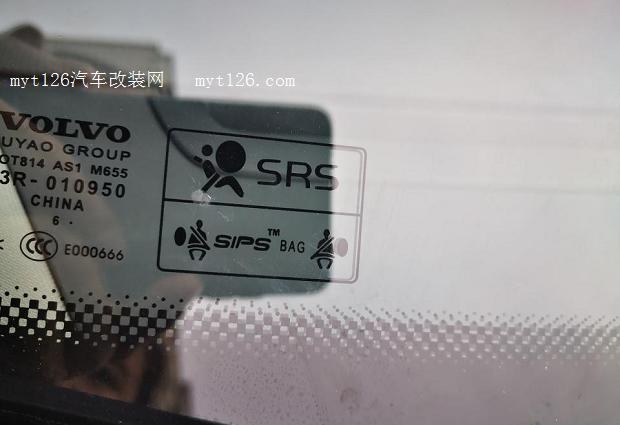 myt126汽车改装网 myt126.com
VOLVO
UYAO GROUP
OT814 AS1 M655
3R-010950
CHINA
6 ·
CCC E000666
SRS
SIPS™ BAG